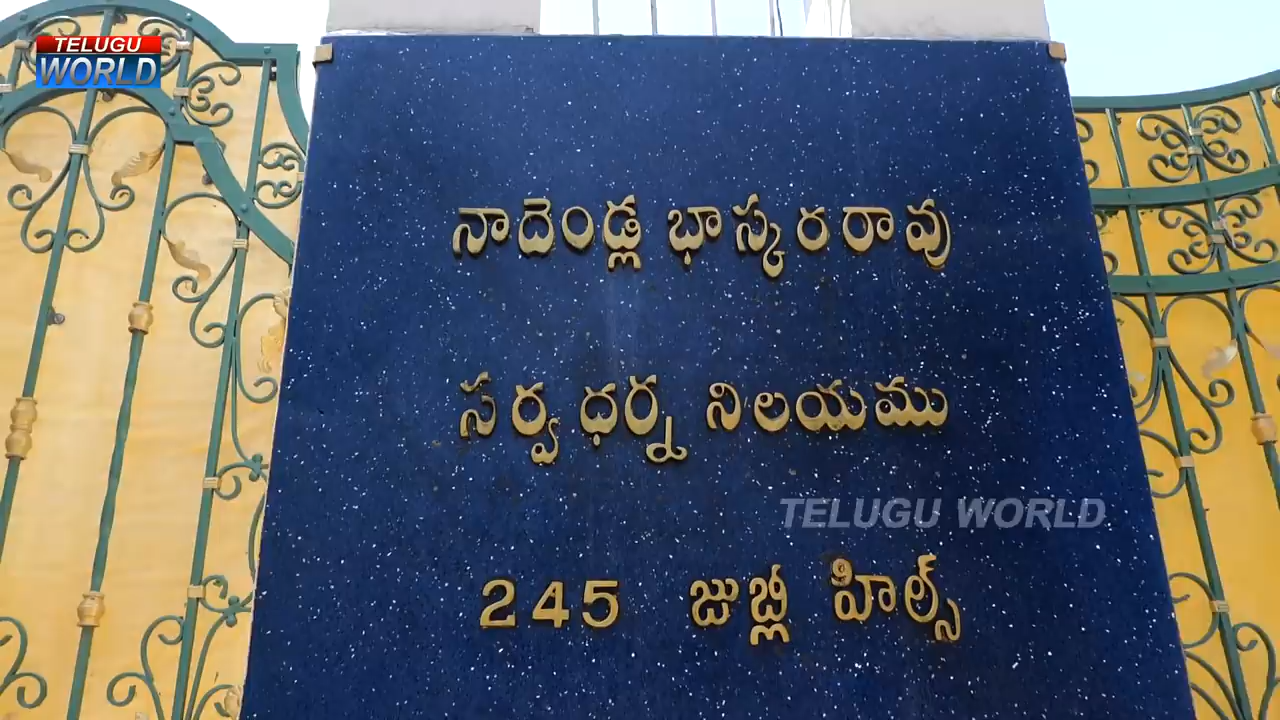 TELUGU
WORLD
నాదెండ్ల భాస్కరరావు
సర్వ ధర్న నిలయము
TELUGU WORLD
245 జుబ్లీ హిల్స్